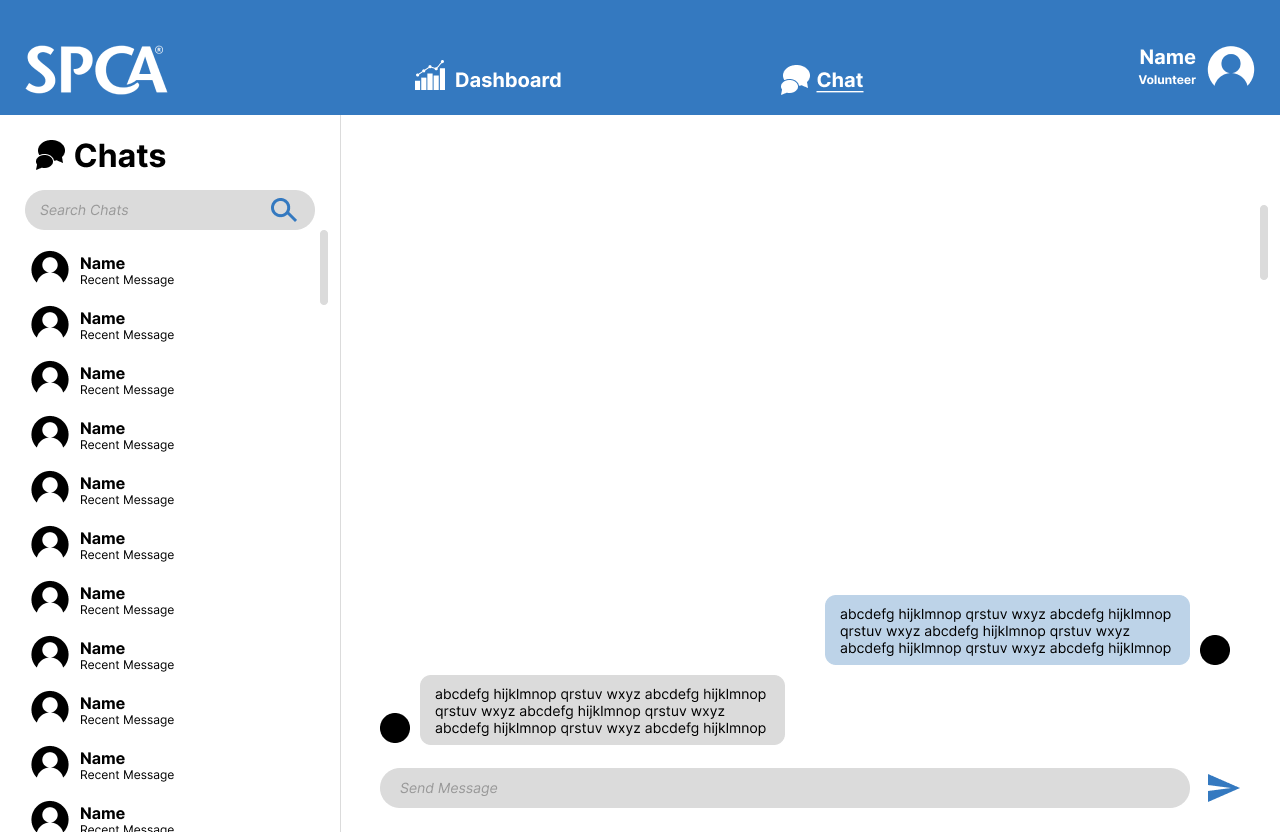 SPCA®
Dashboard
Chat
Name
Volunteer
Chats
Search Chats
Name
Recent Message
Name
Recent Message
Name
Recent Message
Name
Recent Message
Name
Recent Message
Name
Recent Message
Name
Recent Message
Name
Recent Message
Name
Recent Message
Name
Recent Message
Name
Recent Message
abcdefg hijklmnop qrstuv wxyz abcdefg hijklmnop
qrstuv wxyz abcdefg hijklmnop qrstuv wxyz
abcdefg hijklmnop qrstuv wxyz abcdefg hijklmnop
abcdefg hijklmnop qrstuv wxyz abcdefg hijklmnop
qrstuv wxyz abcdefg hijklmnop qrstuv wxyz
abcdefg hijklmnop qrstuv wxyz abcdefg hijklmnop
Send Message